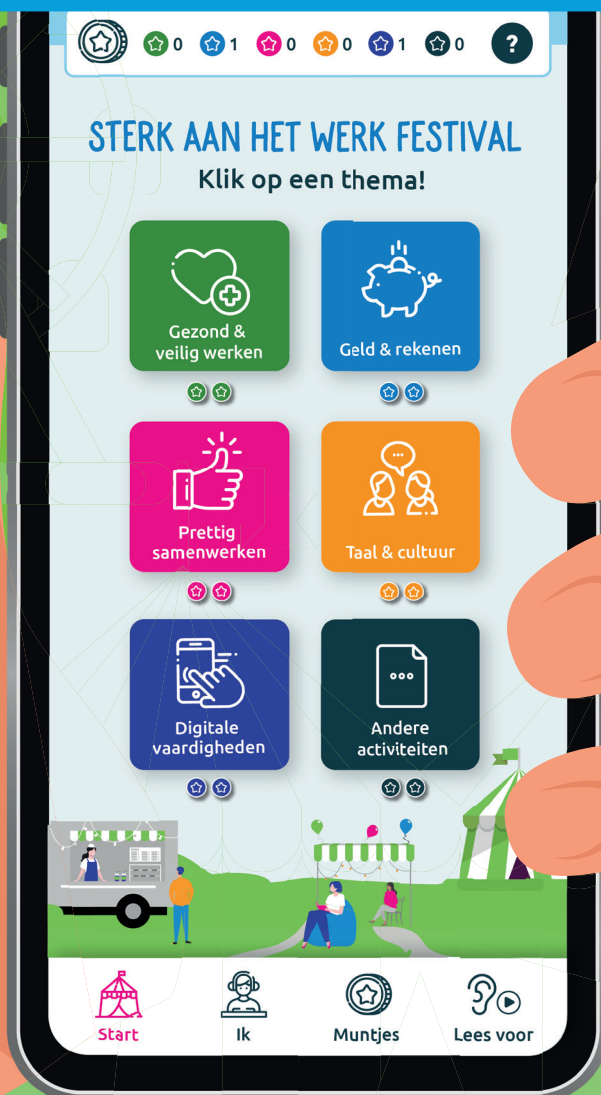 0 1 0 0 1 0 ?
STERK AAN HET WERK FESTIVAL
Klik op een thema!
Gezond &
veilig werken
Geld & rekenen
Prettig
samenwerken
Taal & cultuur
Digitale
vaardigheden
Andere
activiteiten
Start Ik Muntjes Lees voor